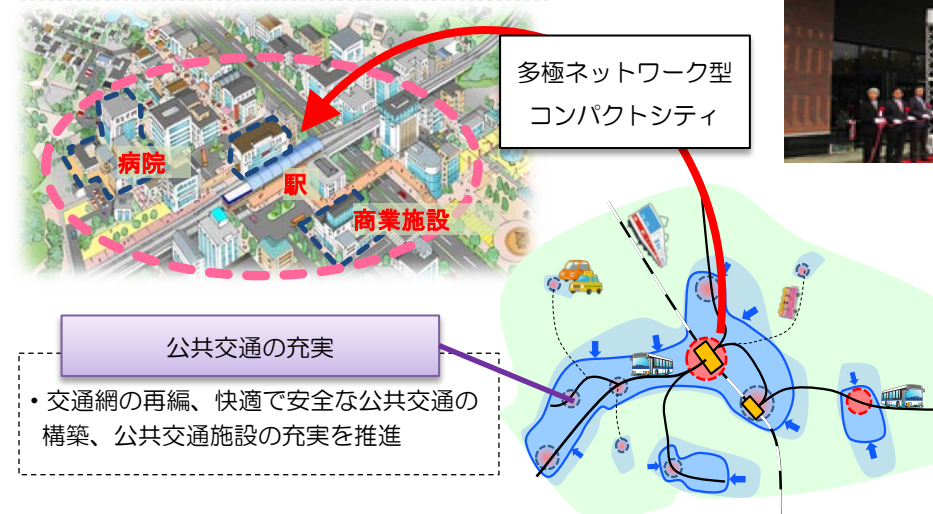 多極ネットワーク型
コンパクトシティ
病院
駅
商業施設
公共交通の充実
・交通網の再編、快適で安全な公共交通の
構築、公共交通施設の充実を推進